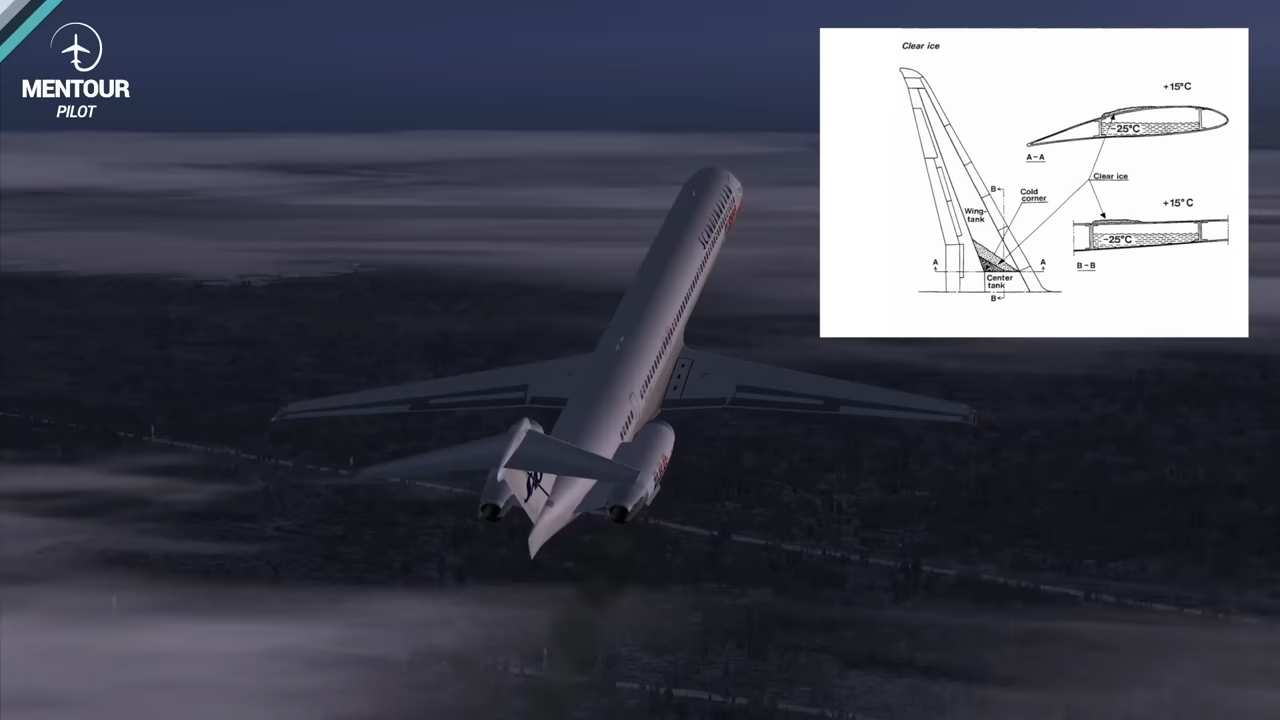 MENTOUR
PILOT
Clear ice
+15°C
-25°C
A-A
Clear ice
Cold
corner
B
Wing-
tank
+15°C
-25°C
B-B
A
A
Center
tank
B